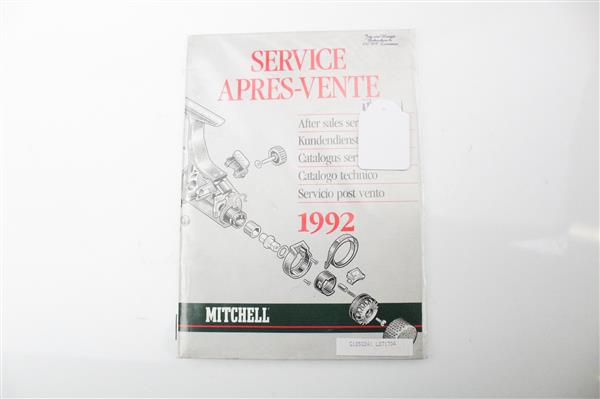 SERVICE
APRES-VENTE
After sales ser
Kundendienst
Catalogus ser
Catalogo technico
Servicio post vento
1992
MITCHELL